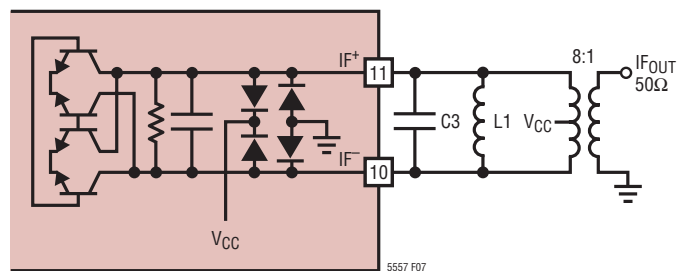 IF+
11
8:1
IFOUT
50Ω
C3
L1
VCC
IF−
10
VCC
5557 F07